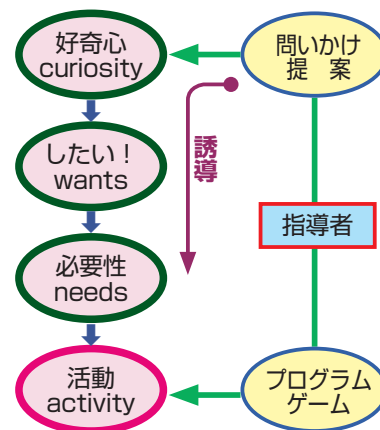 好奇心
curiosity
したい！
wants
必要性
needs
活動
activity
誘導
問いかけ
提　案
指導者
プログラム
ゲーム